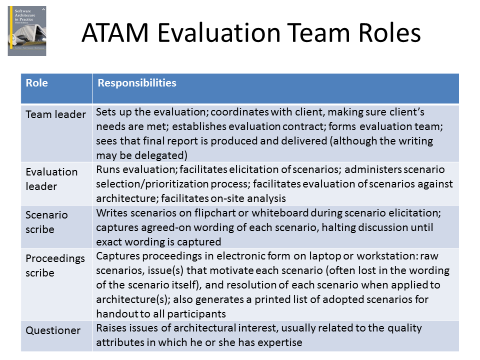 Software
Architecture
in Practice
ATAM Evaluation Team Roles
Role Responsibilities
Team leader Sets up the evaluation; coordinates with client, making sure client's
needs are met; establishes evaluation contract; forms evaluation team;
sees that final report is produced and delivered (although the writing
may be delegated)
Evaluation Runs evaluation; facilitates elicitation of scenarios; administers scenario
leader selection/prioritization process; facilitates evaluation of scenarios against
architecture; facilitates on-site analysis
Scenario Writes scenarios on flipchart or whiteboard during scenario elicitation;
scribe captures agreed-on wording of each scenario, halting discussion until
exact wording is captured
Proceedings Captures proceedings in electronic form on laptop or workstation: raw
scribe scenarios, issue(s) that motivate each scenario (often lost in the wording
of the scenario itself), and resolution of each scenario when applied to
architecture(s); also generates a printed list of adopted scenarios for
handout to all participants
Questioner Raises issues of architectural interest, usually related to the quality
attributes in which he or she has expertise